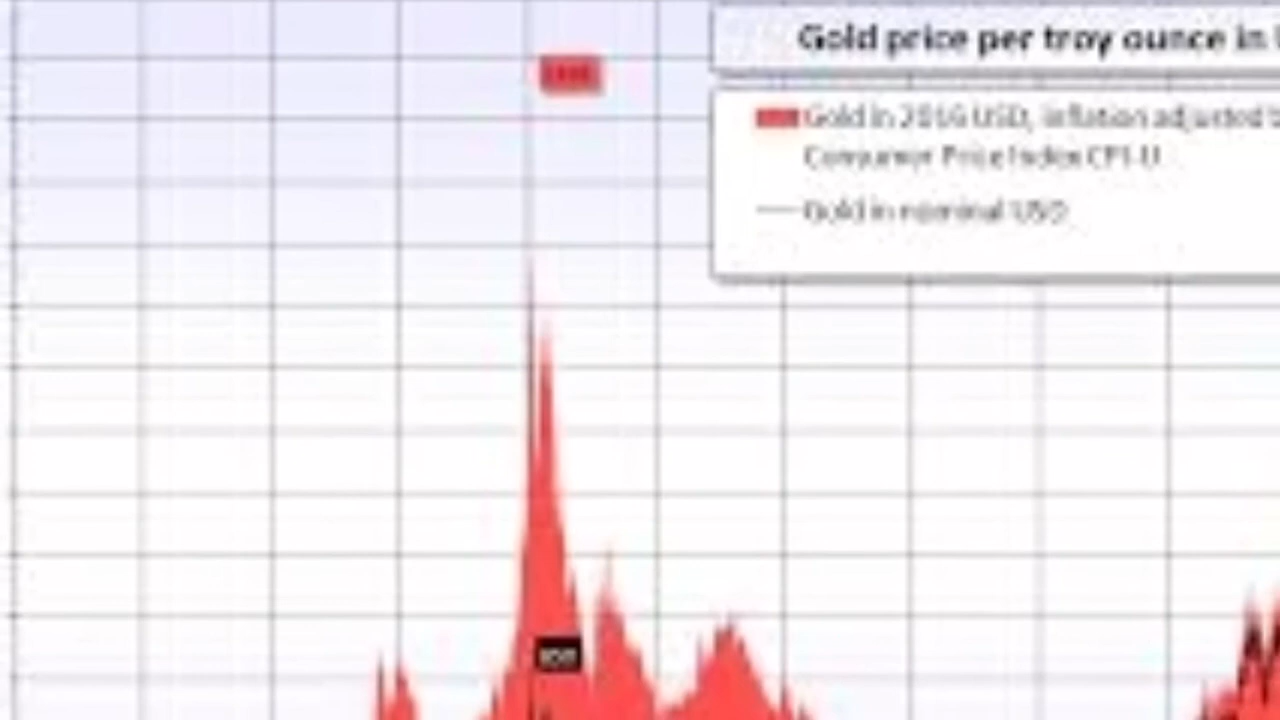 Gold price per troy ounce in
Gold in 2016 USD, inflation adjusted b
Consumer Price Index CPI-U
Gold in nominal USD